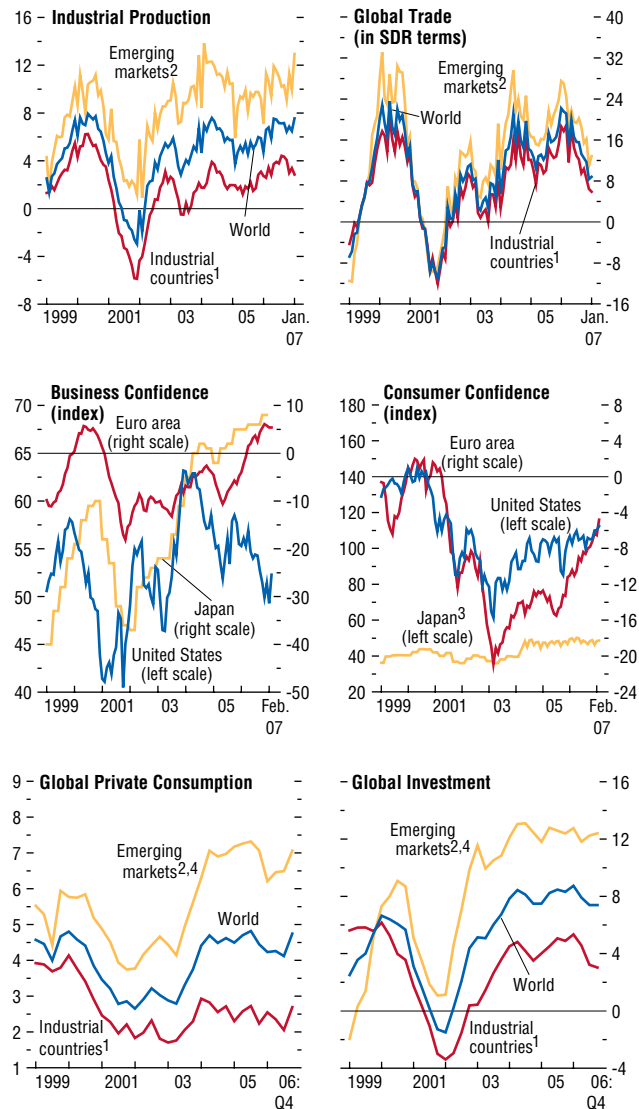 Industrial Production
Emerging
markets2
World
Industrial
countries1
16
12
8
4
0
-4
-8
1999
2001
03
05
Jan.
07
Global Trade
(in SDR terms)
Emerging
markets2
World
Industrial
countries1
40
32
24
16
8
0
-8
-16
1999
2001
03
05
Jan.
07
Business Confidence
(index)
Euro area
(right scale)
Japan
(right scale)
United States
(left scale)
70
65
60
55
50
45
40
10
0
-10
-20
-30
-40
-50
1999
2001
03
05
Feb.
07
Consumer Confidence
(index)
Euro area
(right scale)
United States
(left scale)
Japan3
(left scale)
180
160
140
120
100
80
60
40
20
8
4
0
-4
-8
-12
-16
-20
-24
1999
2001
03
05
Feb.
07
Global Private Consumption
Emerging
markets2,4
World
Industrial
countries1
9
8
7
6
5
4
3
2
1
1999
2001
03
05
06:
Q4
Global Investment
Emerging
markets2,4
World
Industrial
countries1
16
12
8
4
0
-4
1999
2001
03
05
06:
Q4